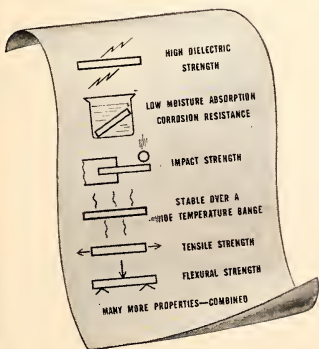 HIGH DIELECTRIC
STRENGTH
LOW MOISTURE ABSORPTION
CORROSION RESISTANCE
IMPACT STRENGTH
STABLE OVER A
WIDE TEMPERATURE RANGE
TENSILE STRENGTH
FLEXURAL STRENGTH
MANY MORE PROPERTIES—COMBINED